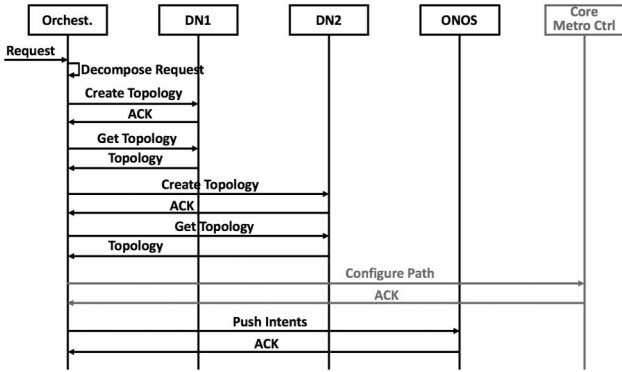 Orchest.
DN1
DN2
ONOS
Core
Metro Ctrl
Request
Decompose Request
Create Topology
ACK
Get Topology
Topology
Create Topology
ACK
Get Topology
Topology
Configure Path
ACK
Push Intents
ACK